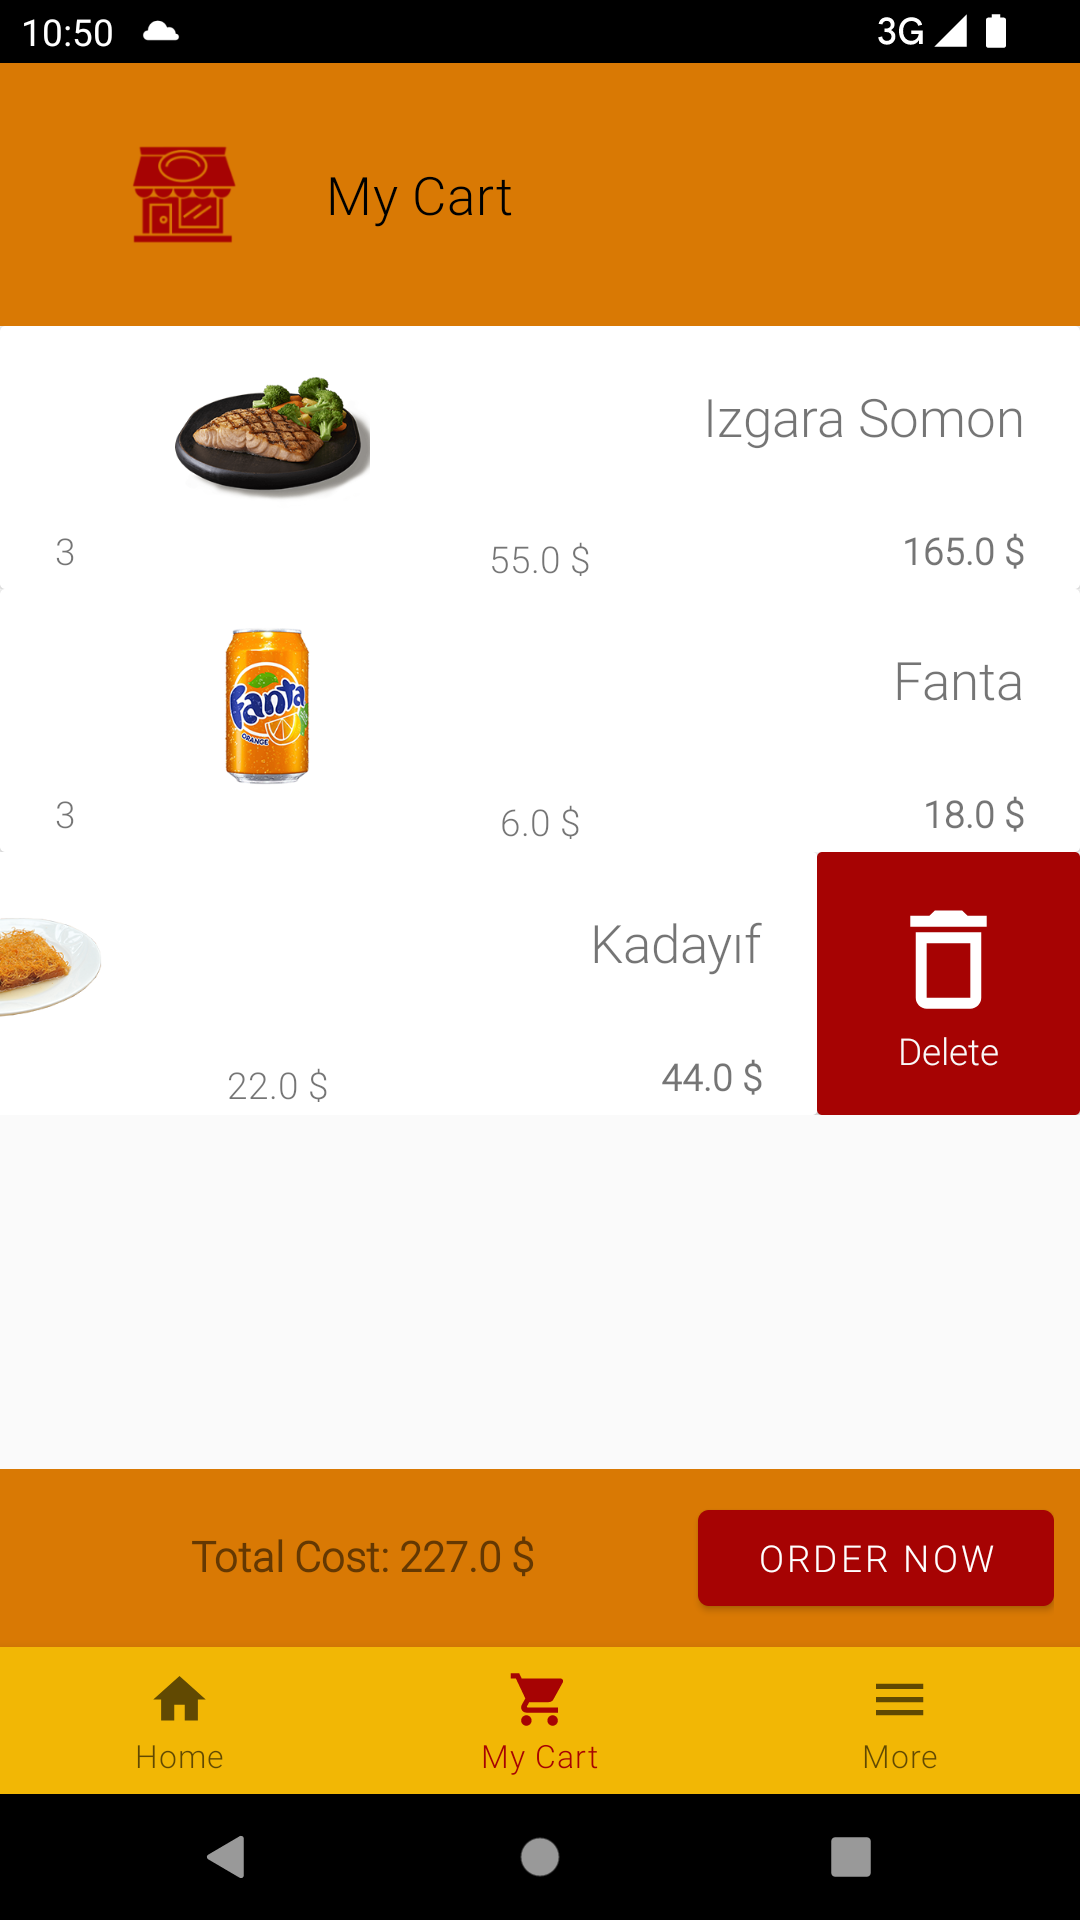 10:50
3G
My Cart
Izgara Somon
3
55.0 $
165.0 $
Fanta
ORANGE
Fanta
3
6.0 $
18.0 $
Kadayıf
22.0 $
44.0 $
Delete
Total Cost: 227.0 $
ORDER NOW
Home
My Cart
More